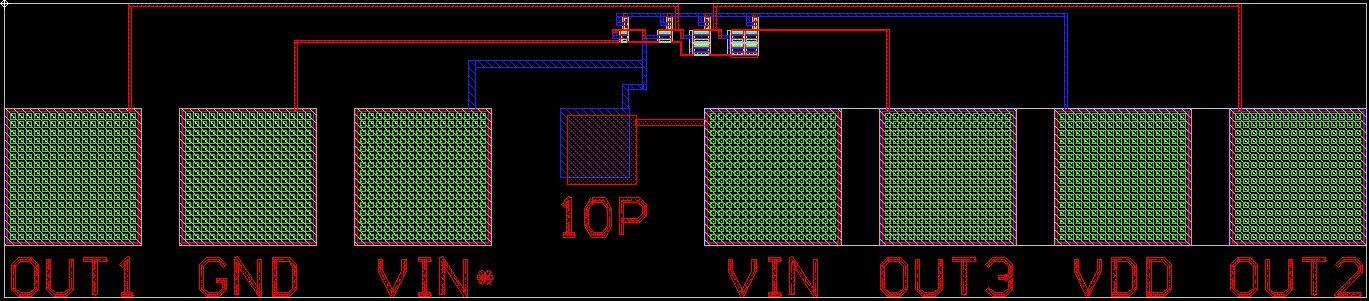 10P
OUT1 GND VIN* VIN OUT3 VDD OUT2